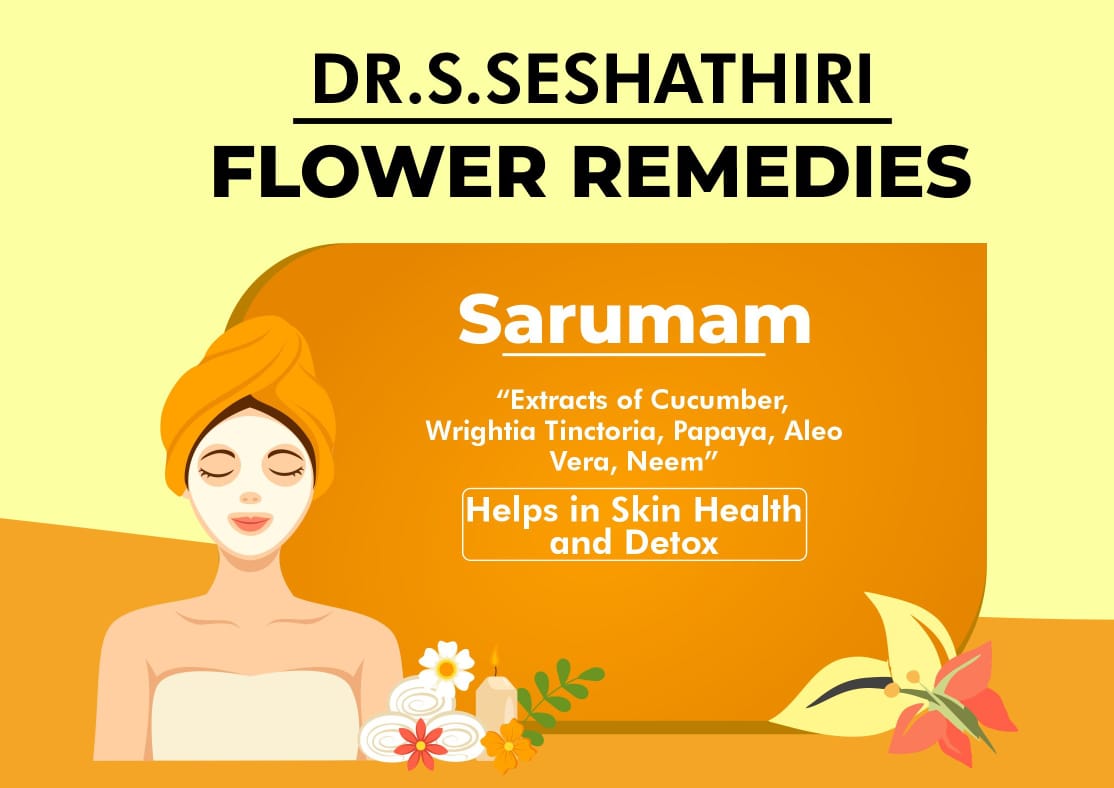 DR.S.SESHATHIRI
FLOWER REMEDIES
Sarumam
“Extracts of Cucumber,
Wrightia Tinctoria, Papaya, Aleo
Vera, Neem”
Helps in Skin Health
and Detox